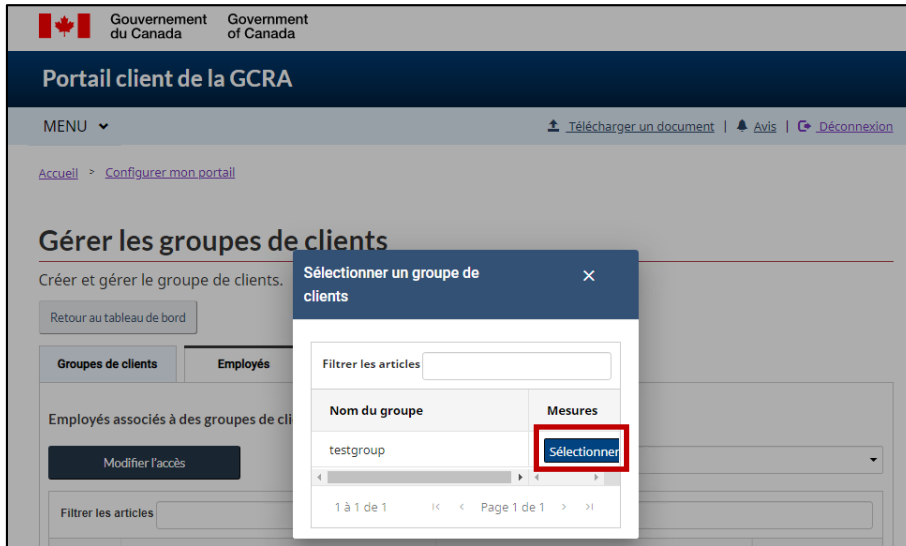 Gouvernement du Canada
Government of Canada
Portail client de la GCRA
MENU
Télécharger un document | Avis | Déconnexion
Accueil > Configurer mon portail
Gérer les groupes de clients
Créer et gérer le groupe de clients.
Retour au tableau de bord
Groupes de clients
Employés
Employés associés à des groupes de cli
Modifier l'accès
Filtrer les articles
Sélectionner un groupe de
clients
×
Filtrer les articles
Nom du groupe
Mesures
testgroup
Sélectionner
1 à 1 de 1
Page 1 de 1